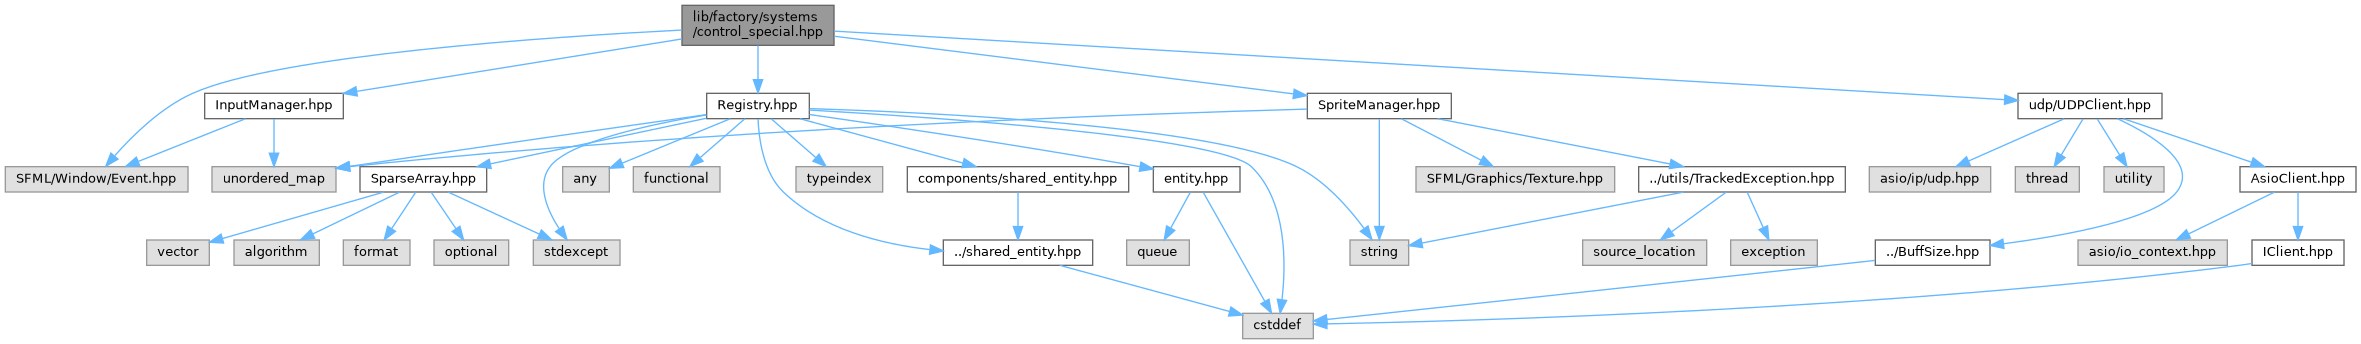 lib/factory/systems
/control_special.hpp
InputManager.hpp
Registry.hpp
SpriteManager.hpp
udp/UDPClient.hpp
SFML/Window/Event.hpp
unordered_map
SparseArray.hpp
any
functional
typeindex
components/shared_entity.hpp
entity.hpp
SFML/Graphics/Texture.hpp
../utils/TrackedException.hpp
asio/ip/udp.hpp
thread
utility
AsioClient.hpp
vector
algorithm
format
optional
stdexcept
../shared_entity.hpp
queue
string
source_location
exception
../BuffSize.hpp
asio/io_context.hpp
IClient.hpp
cstddef